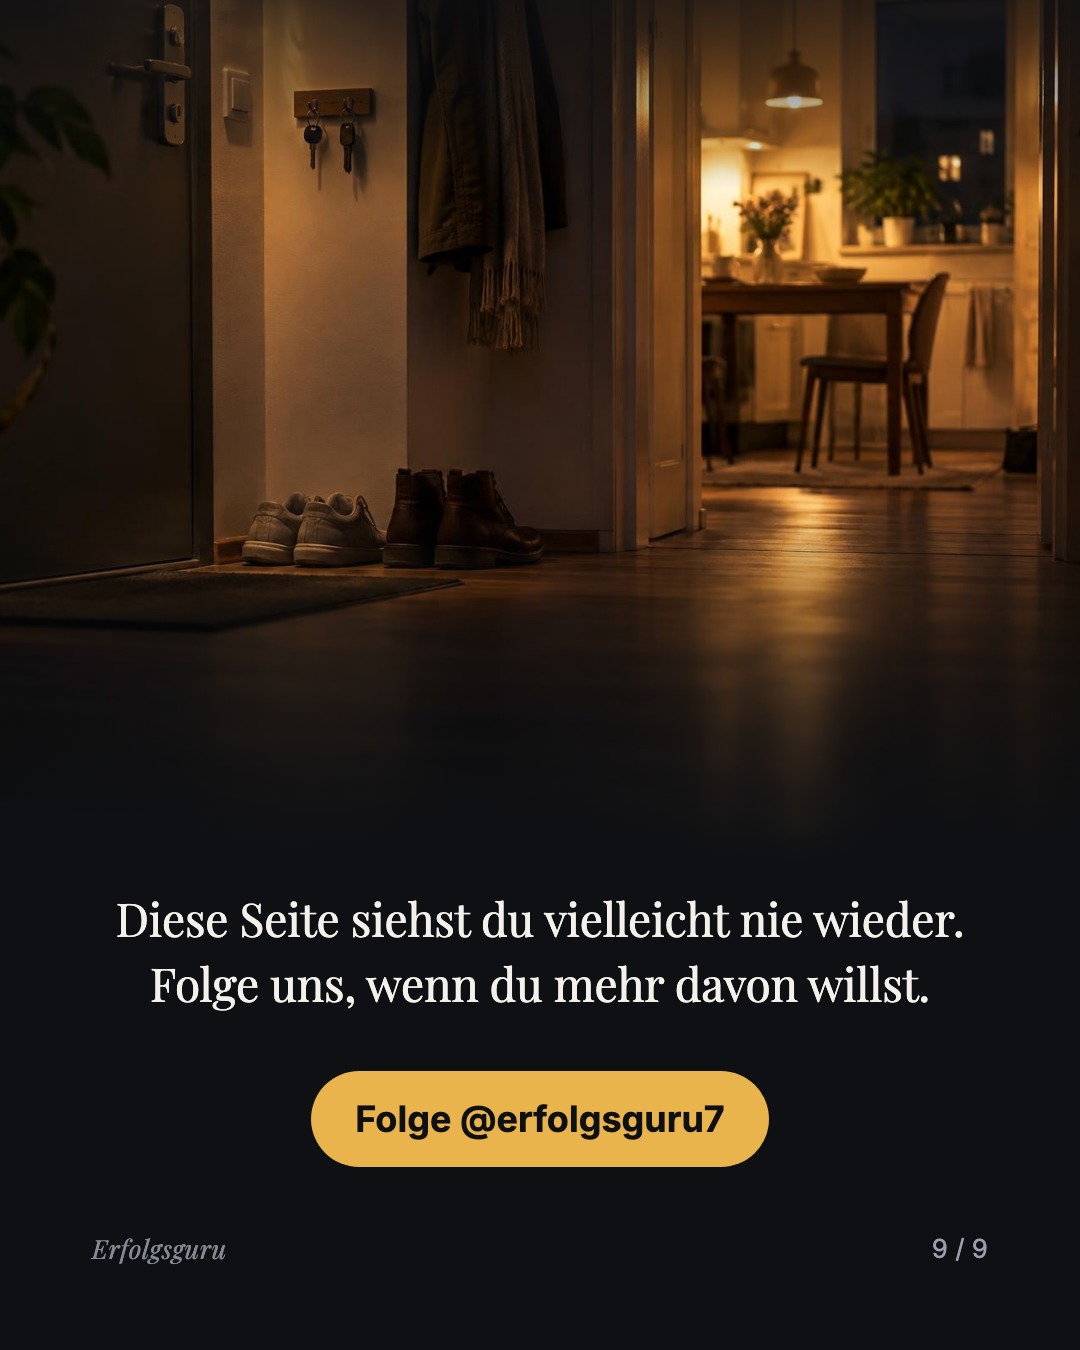 Diese Seite siehst du vielleicht nie wieder.
Folge uns, wenn du mehr davon willst.
Folge @erfolgsguru7
Erfolgsguru
9 / 9